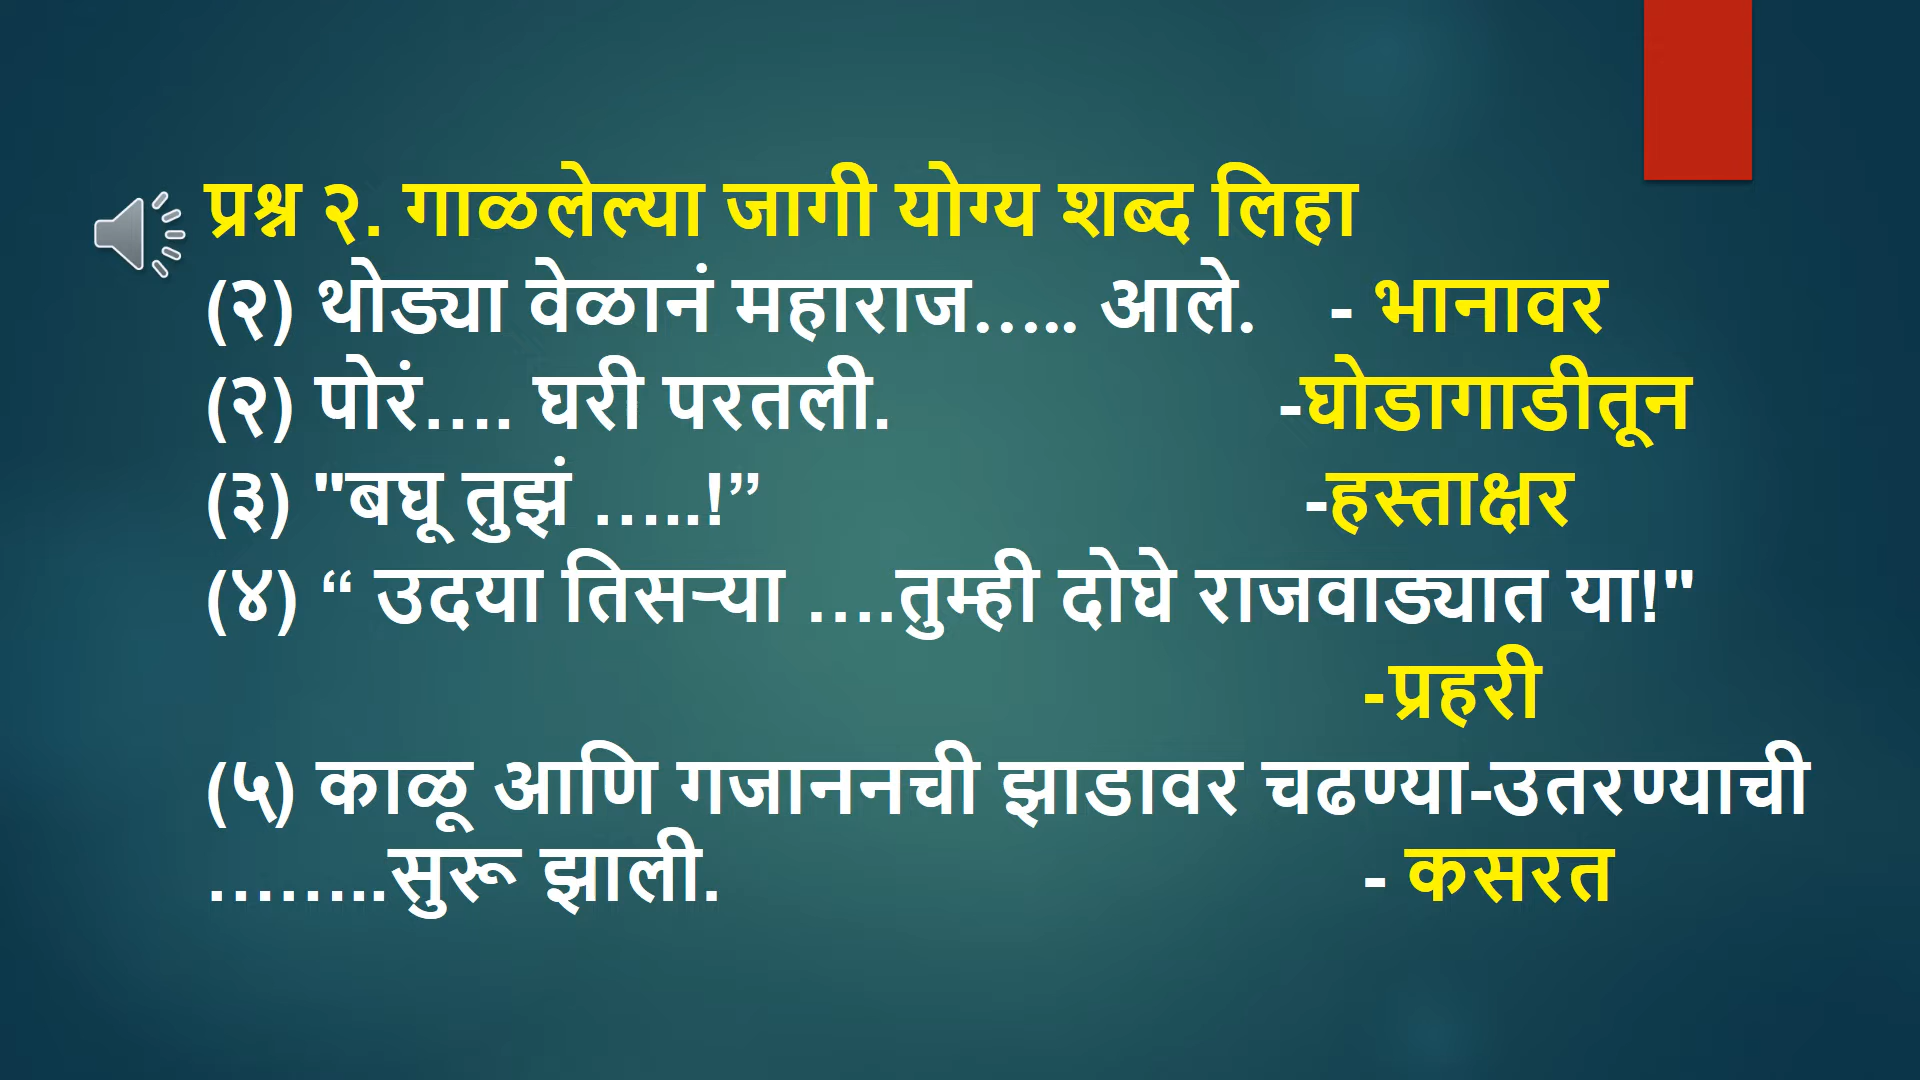 प्रश्न २. गाळलेल्या जागी योग्य शब्द लिहा
(२) थोड्या वेळानं महाराज….. आले. - भानावर
(२) पोरं…. घरी परतली. -घोडागाडीतून
(३) "बघू तुझं …..!” -हस्ताक्षर
(४) “ उदया तिसऱ्या ….तुम्ही दोघे राजवाड्यात या!"
-प्रहरी
(५) काळू आणि गजाननची झाडावर चढण्या-उतरण्याची
……..सुरू झाली. - कसरत